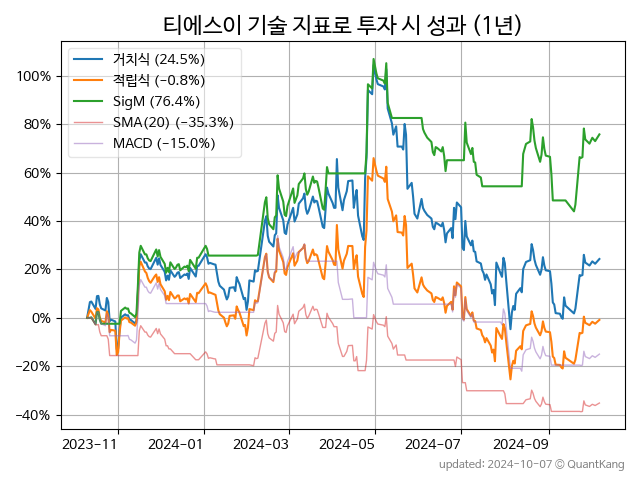 티에스이 기술 지표로 투자 시 성과 (1년)
거치식 (24.5%)
적립식 (−0.8%)
SigM (76.4%)
SMA(20) (−35.3%)
MACD (−15.0%)
100%
80%
60%
40%
20%
0%
−20%
−40%
2023-11 2024-01 2024-03 2024-05 2024-07 2024-09
updated: 2024-10-07 © QuantKang